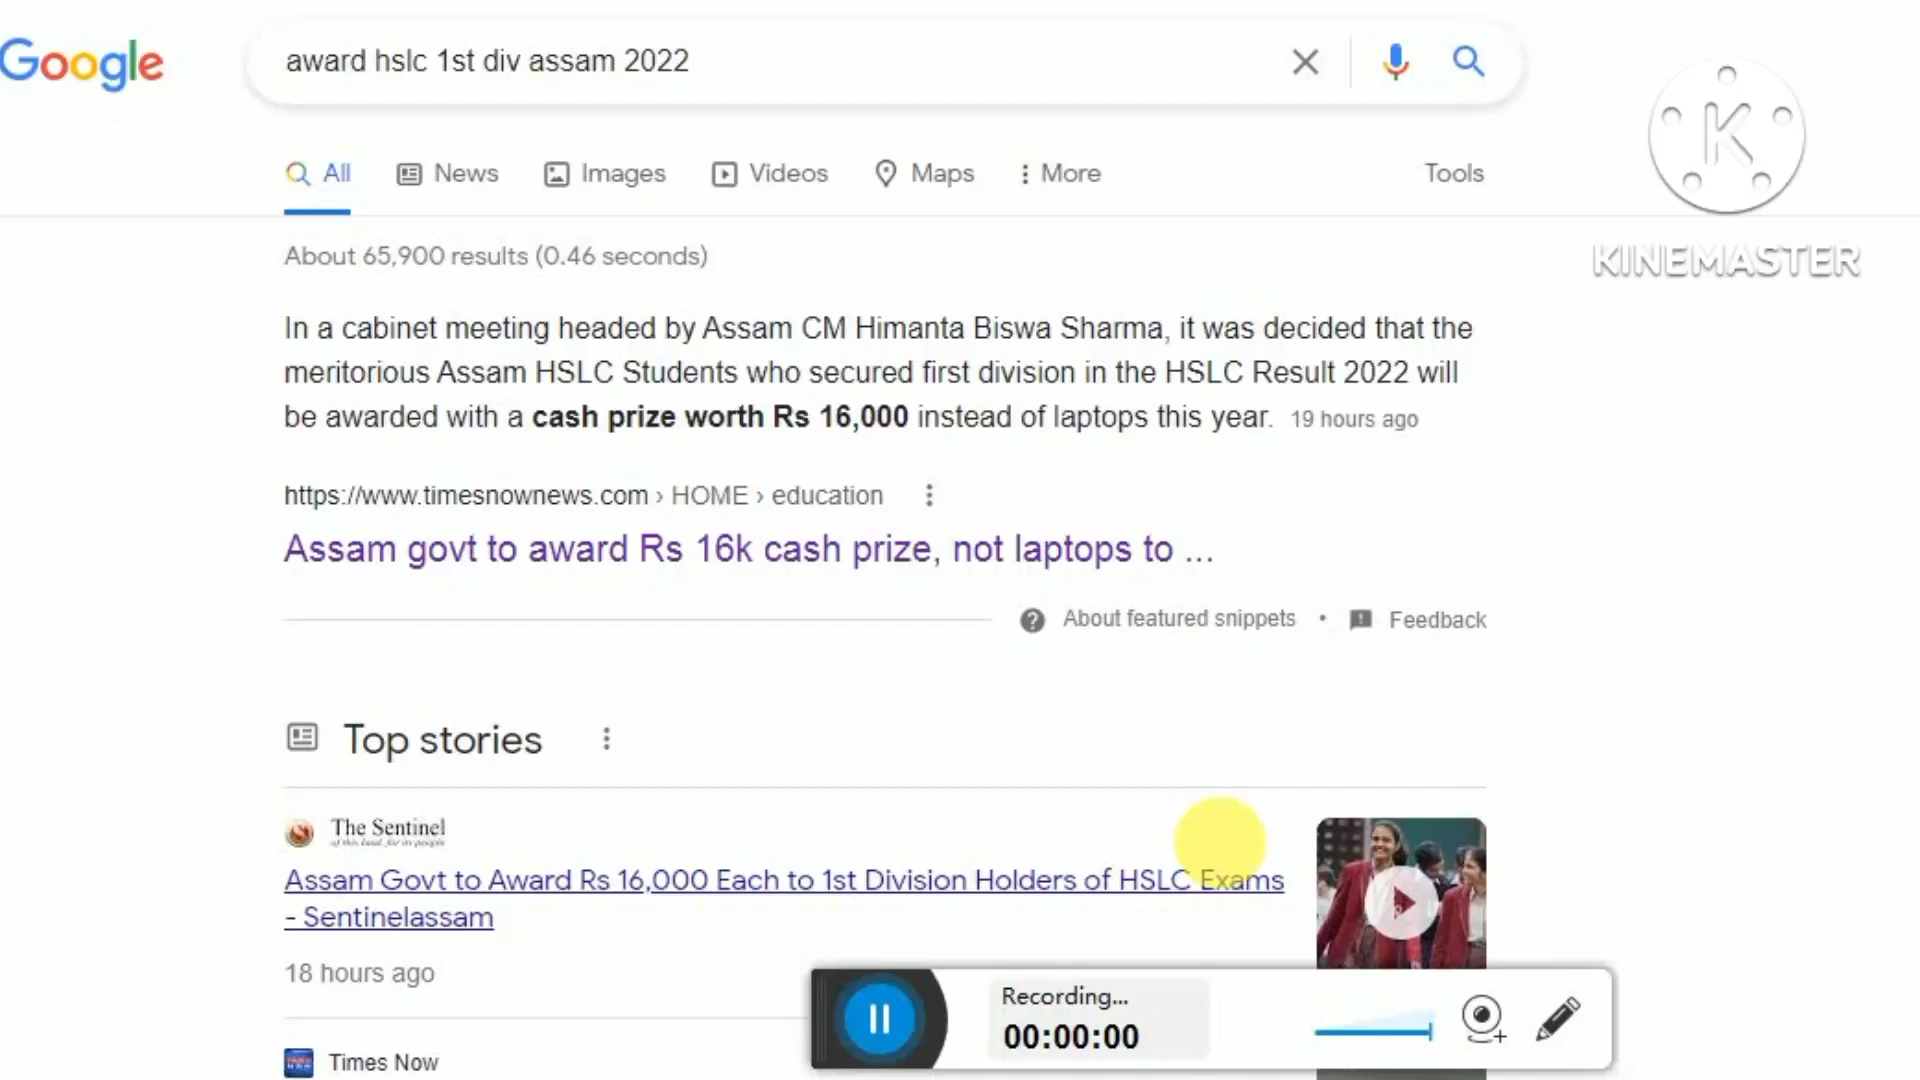 Google
award hslc 1st div assam 2022
All News Images Videos Maps More Tools
K
KINEMASTER
About 65,900 results (0.46 seconds)
In a cabinet meeting headed by Assam CM Himanta Biswa Sharma, it was decided that the
meritorious Assam HSLC Students who secured first division in the HSLC Result 2022 will
be awarded with a cash prize worth Rs 16,000 instead of laptops this year. 19 hours ago
https://www.timesnownews.com › HOME › education
Assam govt to award Rs 16k cash prize, not laptops to ...
About featured snippets • Feedback
Top stories
The Sentinel
of this land, for its people
Assam Govt to Award Rs 16,000 Each to 1st Division Holders of HSLC Exams
- Sentinelassam
18 hours ago
Recording...
00:00:00
Times Now